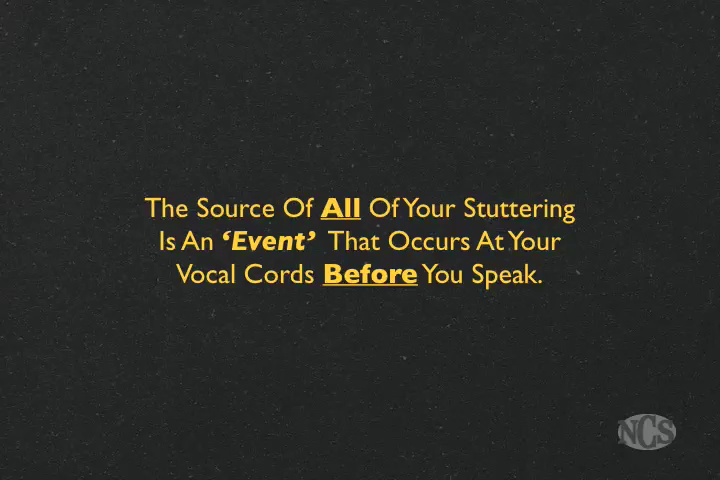 The Source Of All Of Your Stuttering
Is An ‘Event’ That Occurs At Your
Vocal Cords Before You Speak.
NCS